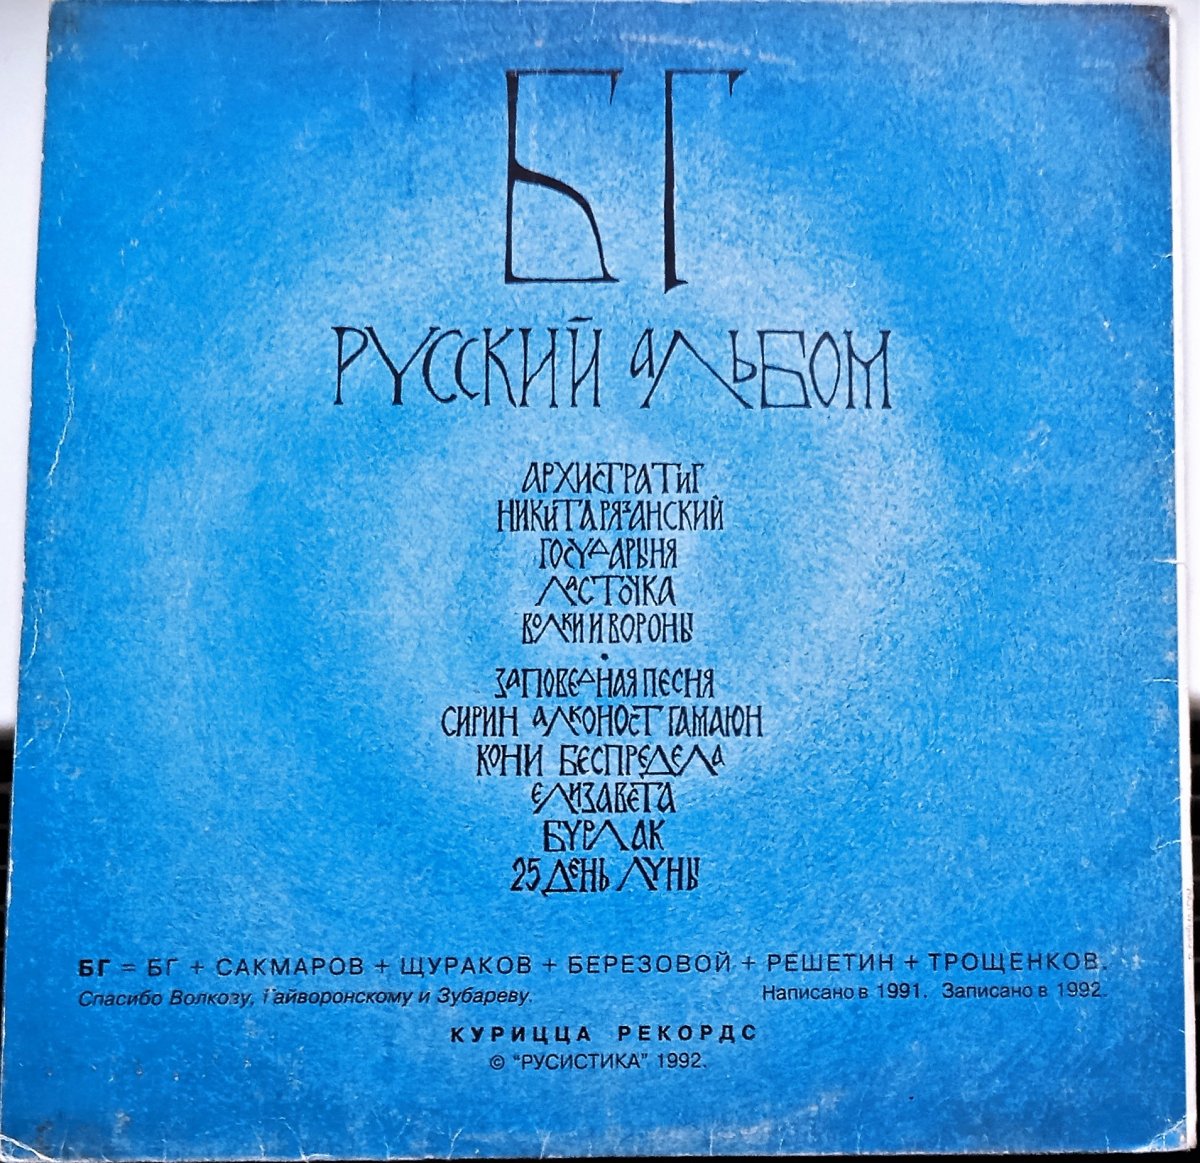 БГ
РУССКИЙ АЛЬБОМ
АРХИСТРАТИГ
НИКИТА РЯЗАНСКИЙ
ГОСУДАРЫНЯ
ЛАСТОЧКА
ВОЛКИ И ВОРОНЫ
•
ЗАПОВЕДНАЯ ПЕСНЯ
СИРИН АЛКОНОСТ ГАМАЮН
КОНИ БЕСПРЕДЕЛА
ЕЛИЗАВЕТА
БУРЛАК
25 ДЕНЬ ЛУНЫ
БГ = БГ + САКМАРОВ + ЩУРАКОВ + БЕРЕЗОВОЙ + РЕШЕТИН + ТРОЩЕНКОВ.
Спасибо Волкозу, Гайворонскому и Зубареву. Написано в 1991. Записано в 1992.
КУРИЦЦА РЕКОРДС
© "РУСИСТИКА" 1992.